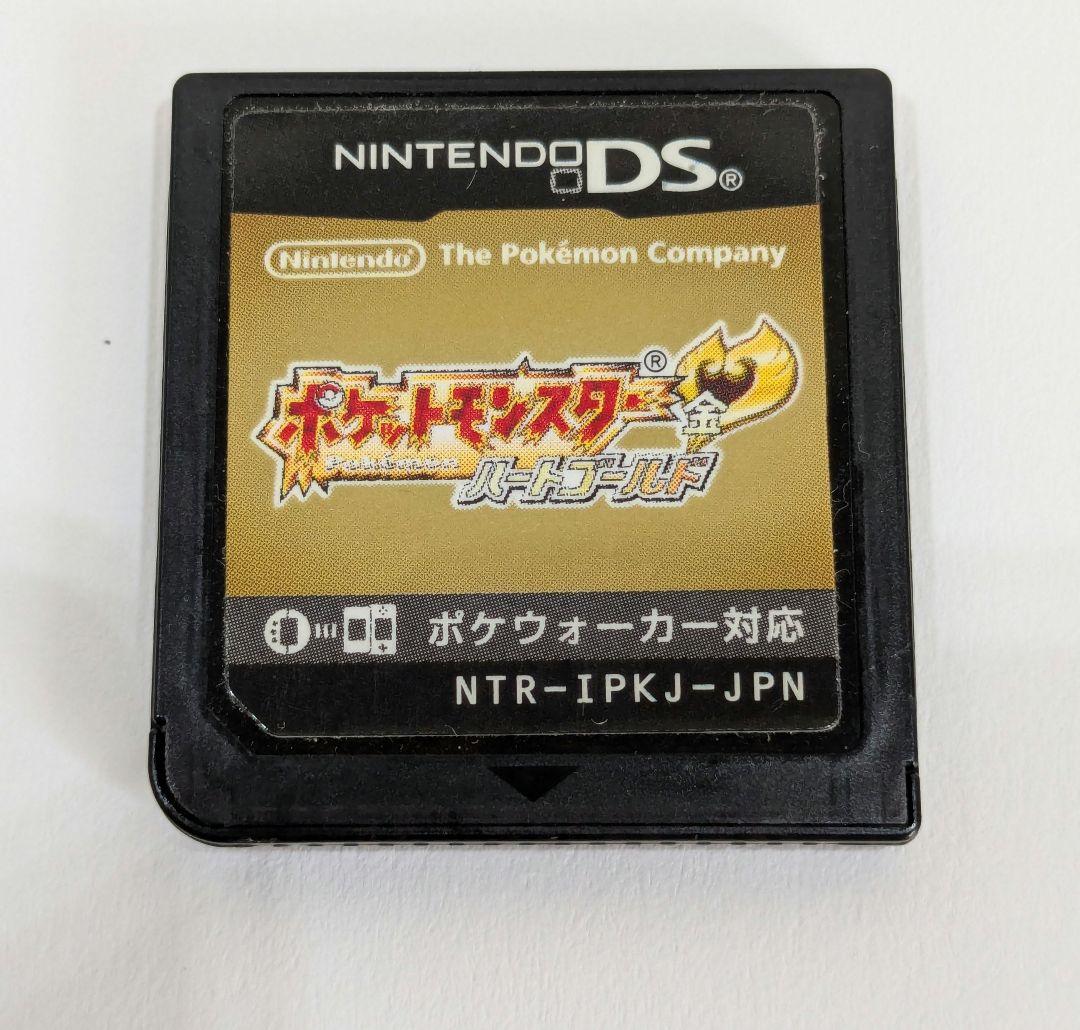 NINTENDO DS®
Nintendo® The Pokémon Company
ポケットモンスター®
金
ハートゴールド
ポケウォーカー対応
NTR-IPKJ-JPN